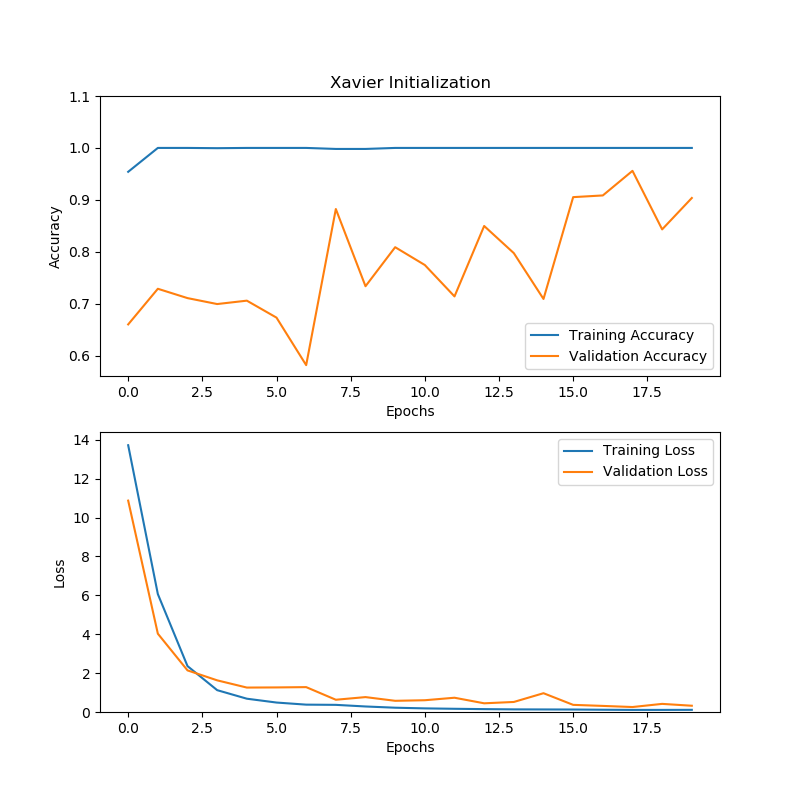 Xavier Initialization
1.1
1.0
0.9
0.8
0.7
0.6
Accuracy
Training Accuracy
Validation Accuracy
0.0 2.5 5.0 7.5 10.0 12.5 15.0 17.5
Epochs
14
12
10
8
6
4
2
0
Loss
Training Loss
Validation Loss
0.0 2.5 5.0 7.5 10.0 12.5 15.0 17.5
Epochs